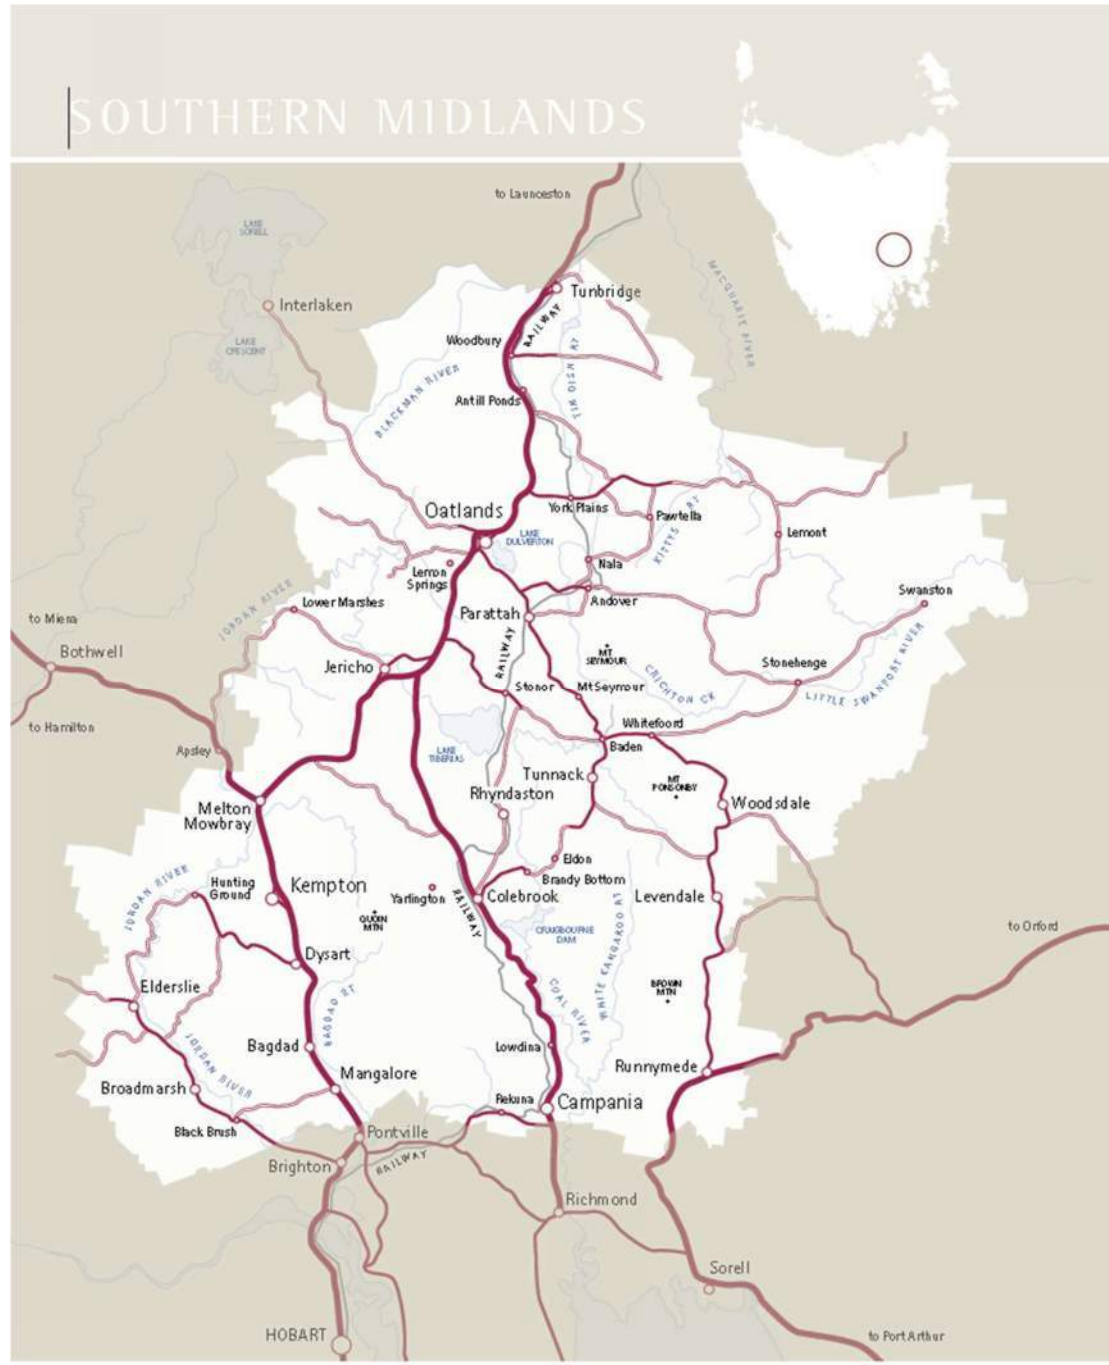 SOUTHERN MIDLANDS
to Launceston
LAKE
SORELL
MACQUARIE RIVER
Tunbridge
Interlaken
RAILWAY
Woodbury
LAKE
CRESCENT
TIN DISH RT
BLACKMAN RIVER
Antill Ponds
Oatlands
York Plains
Pawtella
KITTYS RT
LAKE
DULVERTON
Lemont
Lemon
Springs
Nala
Swanston
JORDAN RIVER
Lower Marshes
Andover
to Miena
Parattah
Bothwell
RAILWAY
MT
SEYMOUR
Jericho
Stonehenge
CRICHTON CK
LITTLE SWANPORT RIVER
Stonor
Mt Seymour
to Hamilton
Whitefoord
Apsley
LAKE
TIBERIAS
Baden
Tunnack
MT
PONSONBY
Rhyndaston
Melton
Mowbray
Woodsdale
JORDAN RIVER
Eldon
Hunting
Ground
Kempton
Brandy Bottom
Yarlington
RAILWAY
Colebrook
Levendale
QUOIN
MTN
WHITE KANGAROO RT
CRAIGBOURNE
DAM
to Orford
Dysart
Elderslie
BAGDAD RT
COAL RIVER
BROWN
MTN
Bagdad
JORDAN RIVER
Lowdina
Runnymede
Broadmarsh
Mangalore
Rekuna
Campania
Black Brush
Pontville
RAILWAY
Brighton
Richmond
Sorell
HOBART
to Port Arthur